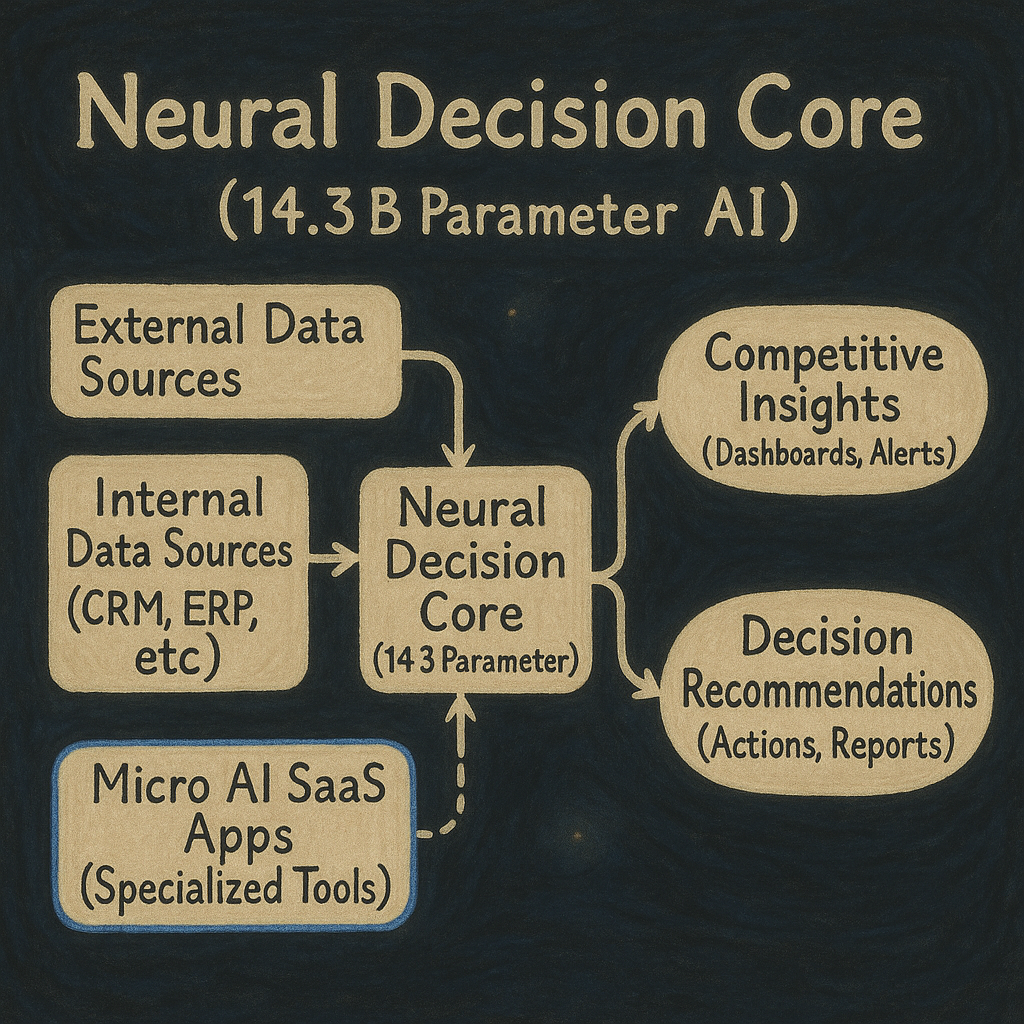 Neural Decision Core
(14.3 B Parameter AI)
External Data
Sources
Internal
Data Sources
(CRM, ERP,
etc)
Neural
Decision
Core
(14 3 Parameter)
Micro AI SaaS
Apps
(Specialized Tools)
Competitive
Insights
(Dashboards, Alerts)
Decision
Recommendations
(Actions, Reports)